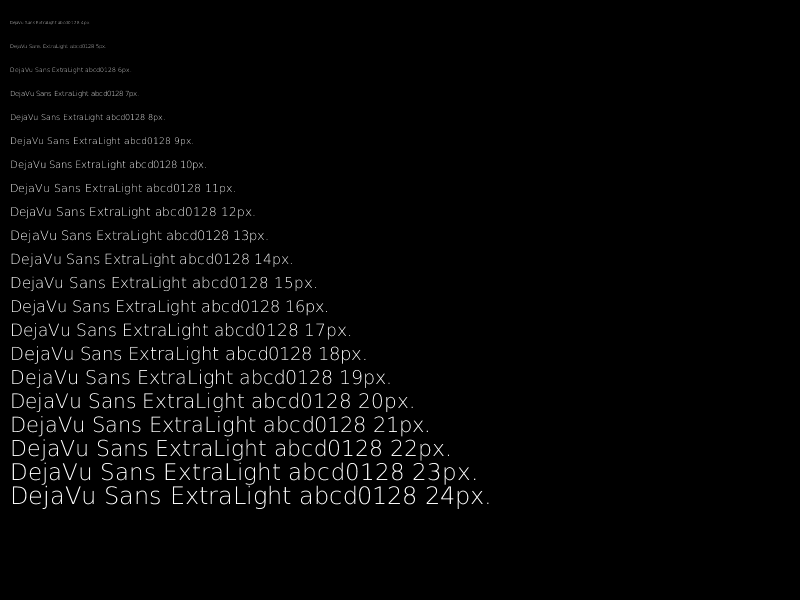 DejaVu Sans ExtraLight abcd0128 4px.
DejaVu Sans ExtraLight abcd0128 5px.
DejaVu Sans ExtraLight abcd0128 6px.
DejaVu Sans ExtraLight abcd0128 7px.
DejaVu Sans ExtraLight abcd0128 8px.
DejaVu Sans ExtraLight abcd0128 9px.
DejaVu Sans ExtraLight abcd0128 10px.
DejaVu Sans ExtraLight abcd0128 11px.
DejaVu Sans ExtraLight abcd0128 12px.
DejaVu Sans ExtraLight abcd0128 13px.
DejaVu Sans ExtraLight abcd0128 14px.
DejaVu Sans ExtraLight abcd0128 15px.
DejaVu Sans ExtraLight abcd0128 16px.
DejaVu Sans ExtraLight abcd0128 17px.
DejaVu Sans ExtraLight abcd0128 18px.
DejaVu Sans ExtraLight abcd0128 19px.
DejaVu Sans ExtraLight abcd0128 20px.
DejaVu Sans ExtraLight abcd0128 21px.
DejaVu Sans ExtraLight abcd0128 22px.
DejaVu Sans ExtraLight abcd0128 23px.
DejaVu Sans ExtraLight abcd0128 24px.